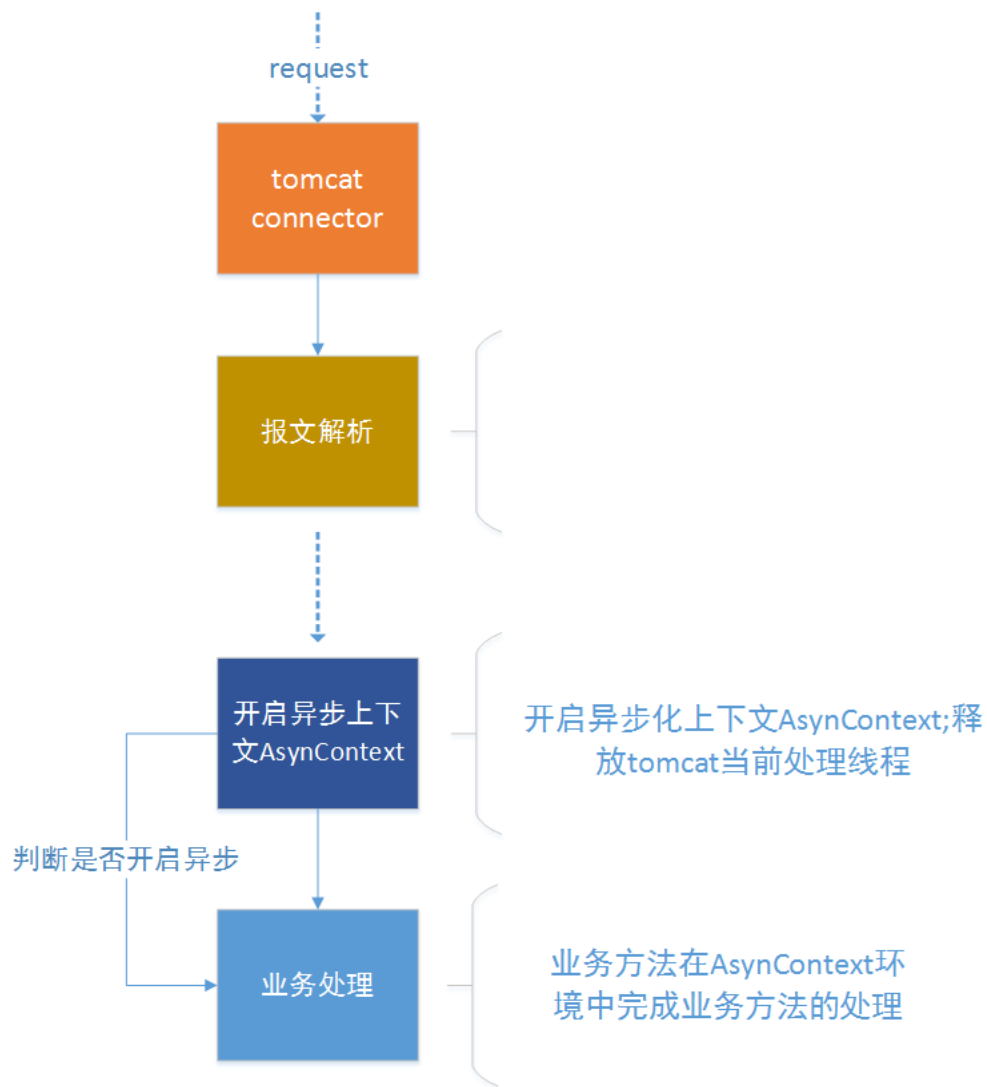 request
tomcat
connector
报文解析
开启异步上下
文AsynContext
开启异步化上下文AsynContext;释
放tomcat当前处理线程
判断是否开启异步
业务处理
业务方法在AsynContext环
境中完成业务方法的处理